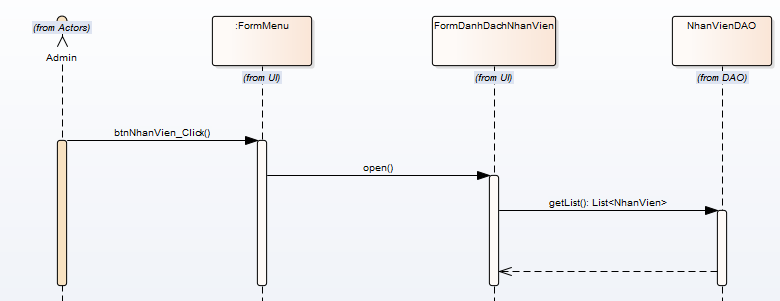 (from Actors)
Admin
:FormMenu
(from UI)
FormDanhDachNhanVien
(from UI)
NhanVienDAO
(from DAO)
btnNhanVien_Click()
open()
getList(): List<NhanVien>